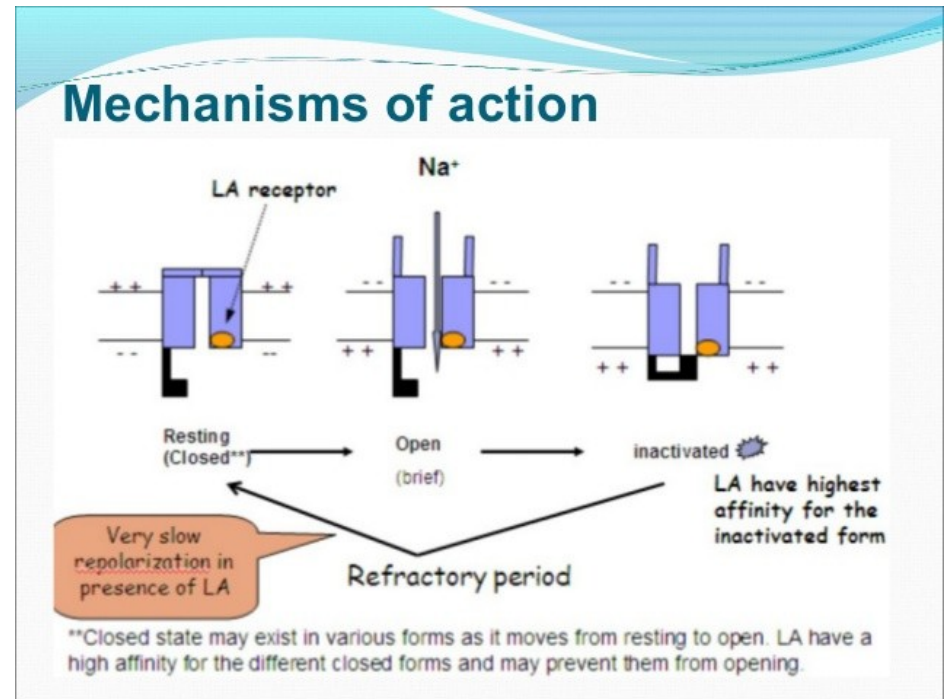 Mechanisms of action
Na+
LA receptor
+ +
+ +
- -
- -
- -
--
+ +
+ +
- -
- -
+ +
+ +
Resting
(Closed**)
Open
(brief)
inactivated
LA have highest
affinity for the
inactivated form
Very slow
repolarization in
presence of LA
Refractory period
**Closed state may exist in various forms as it moves from resting to open. LA have a
high affinity for the different closed forms and may prevent them from opening.